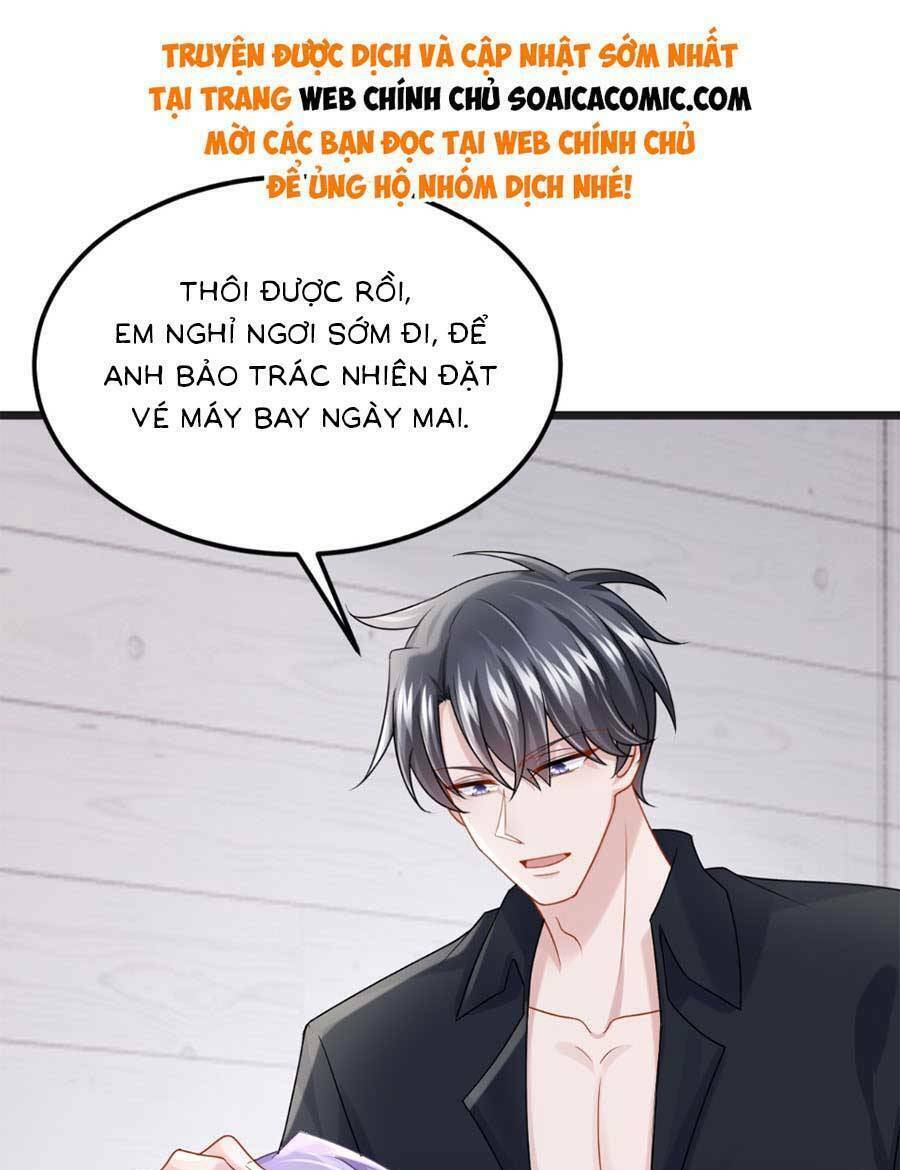 TRUYỆN ĐƯỢC DỊCH VÀ CẬP NHẬT SỚM NHẤT
TẠI TRANG WEB CHÍNH CHỦ SOAICACOMIC.COM
MỜI CÁC BẠN ĐỌC TẠI WEB CHÍNH CHỦ
ĐỂ ỦNG HỘ NHÓM DỊCH NHÉ!
THÔI ĐƯỢC RỒI,
EM NGHỈ NGƠI SỚM ĐI, ĐỂ
ANH BẢO TRÁC NHIÊN ĐẶT
VÉ MÁY BAY NGÀY MAI.